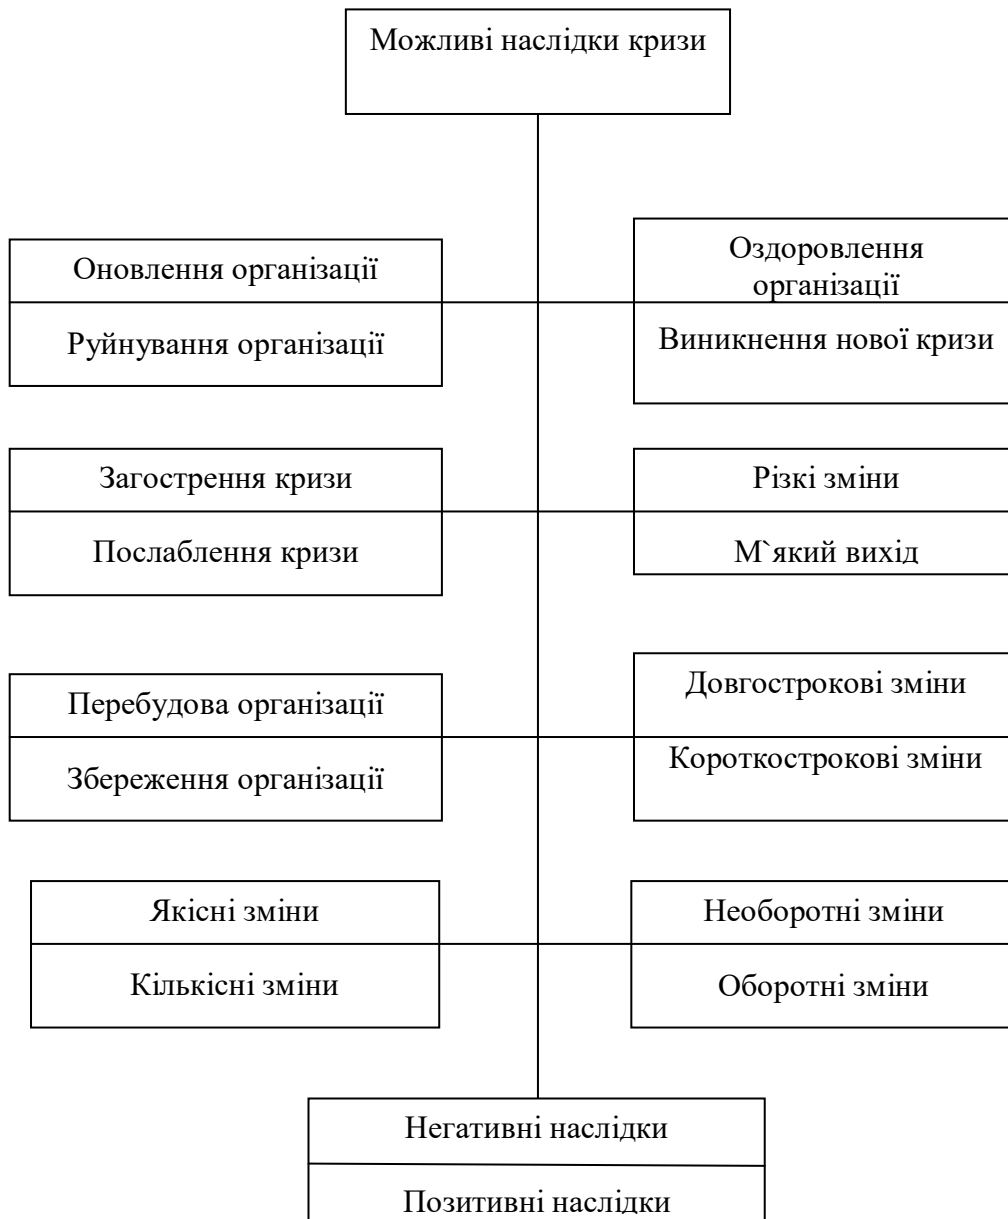 Можливі наслідки кризи
Оновлення організації
Руйнування організації
Оздоровлення
організації
Виникнення нової кризи
Загострення кризи
Послаблення кризи
Різкі зміни
М`який вихід
Перебудова організації
Збереження організації
Довгострокові зміни
Короткострокові зміни
Якісні зміни
Кількісні зміни
Необоротні зміни
Оборотні зміни
Негативні наслідки
Позитивні наслідки